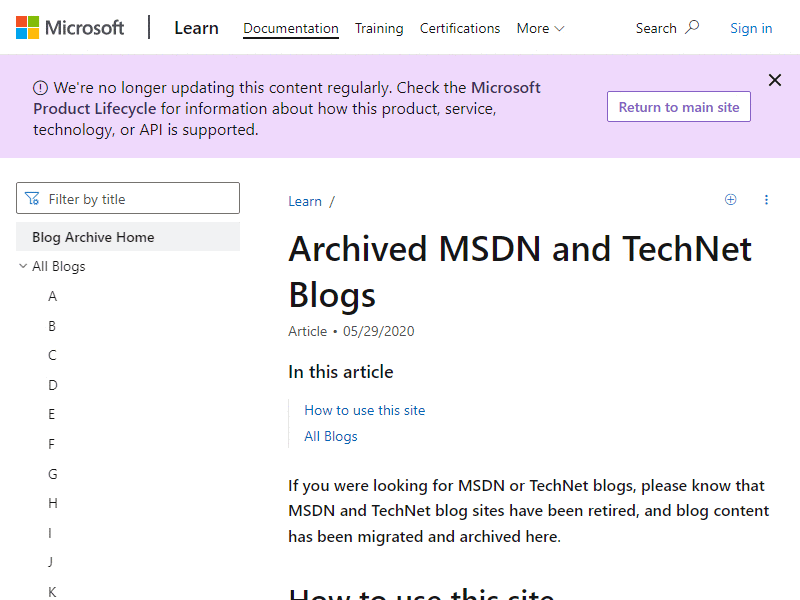 Microsoft Learn Documentation Training Certifications More Search Sign in
We're no longer updating this content regularly. Check the Microsoft
Product Lifecycle for information about how this product, service,
technology, or API is supported.
Return to main site
Filter by title
Blog Archive Home
All Blogs
A
B
C
D
E
F
G
H
I
J
K
Learn /
Archived MSDN and TechNet
Blogs
Article • 05/29/2020
In this article
How to use this site
All Blogs
If you were looking for MSDN or TechNet blogs, please know that
MSDN and TechNet blog sites have been retired, and blog content
has been migrated and archived here.
How to use this site